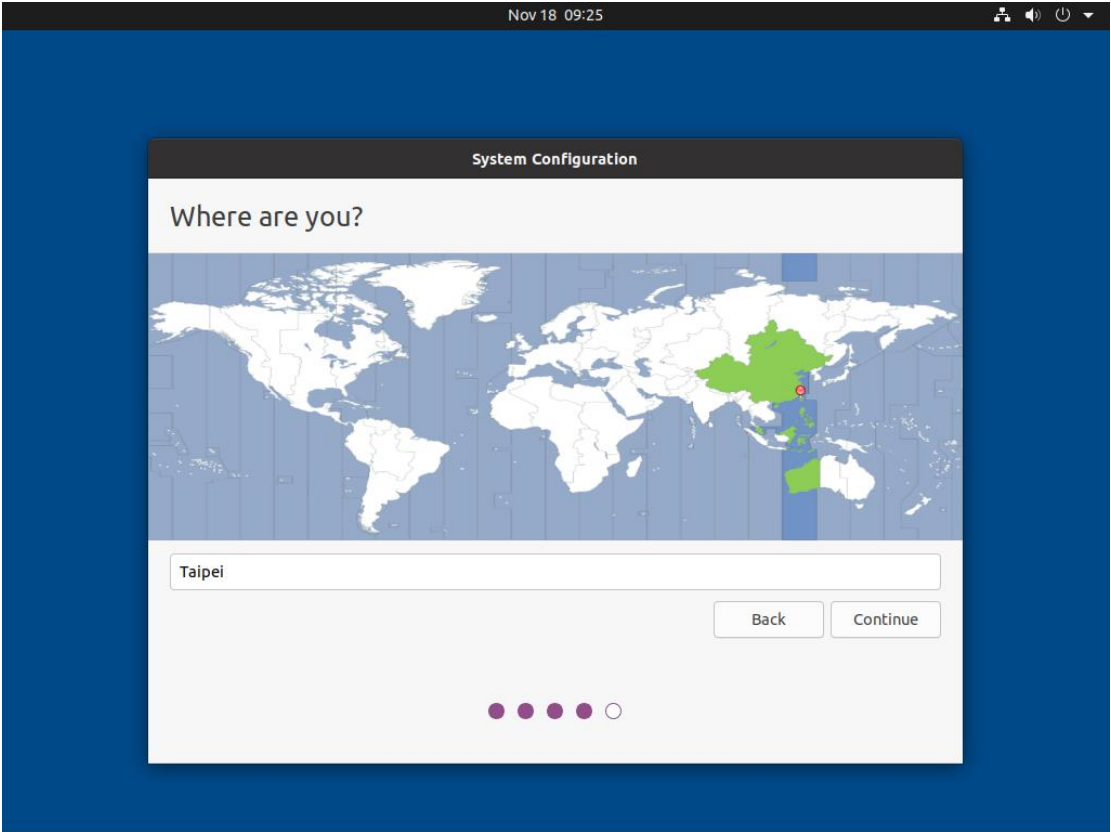 Nov 18 09:25
System Configuration
Where are you?
Taipei
Back
Continue